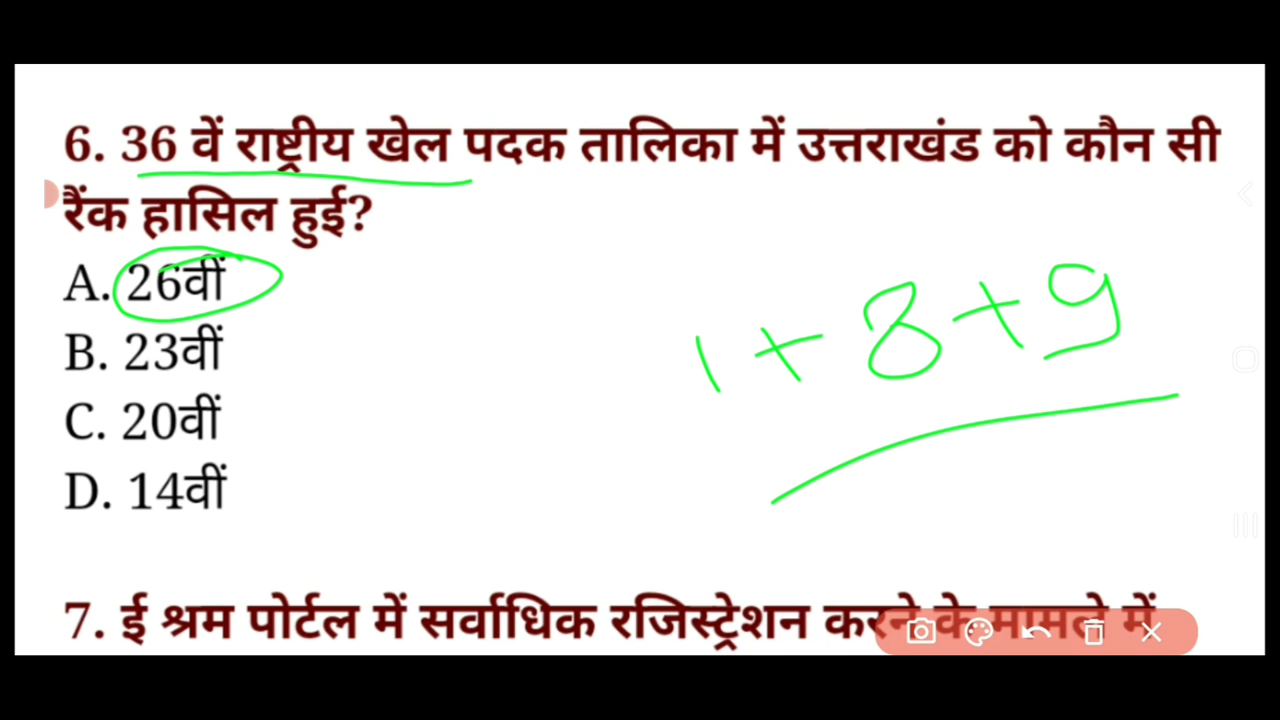 6. 36 वें राष्ट्रीय खेल पदक तालिका में उत्तराखंड को कौन सी
रैंक हासिल हुई?
A. 26वीं
B. 23वीं
C. 20वीं
D. 14वीं
1 + 8 + 9
7. ई श्रम पोर्टल में सर्वाधिक रजिस्ट्रेशन करने के मामले में